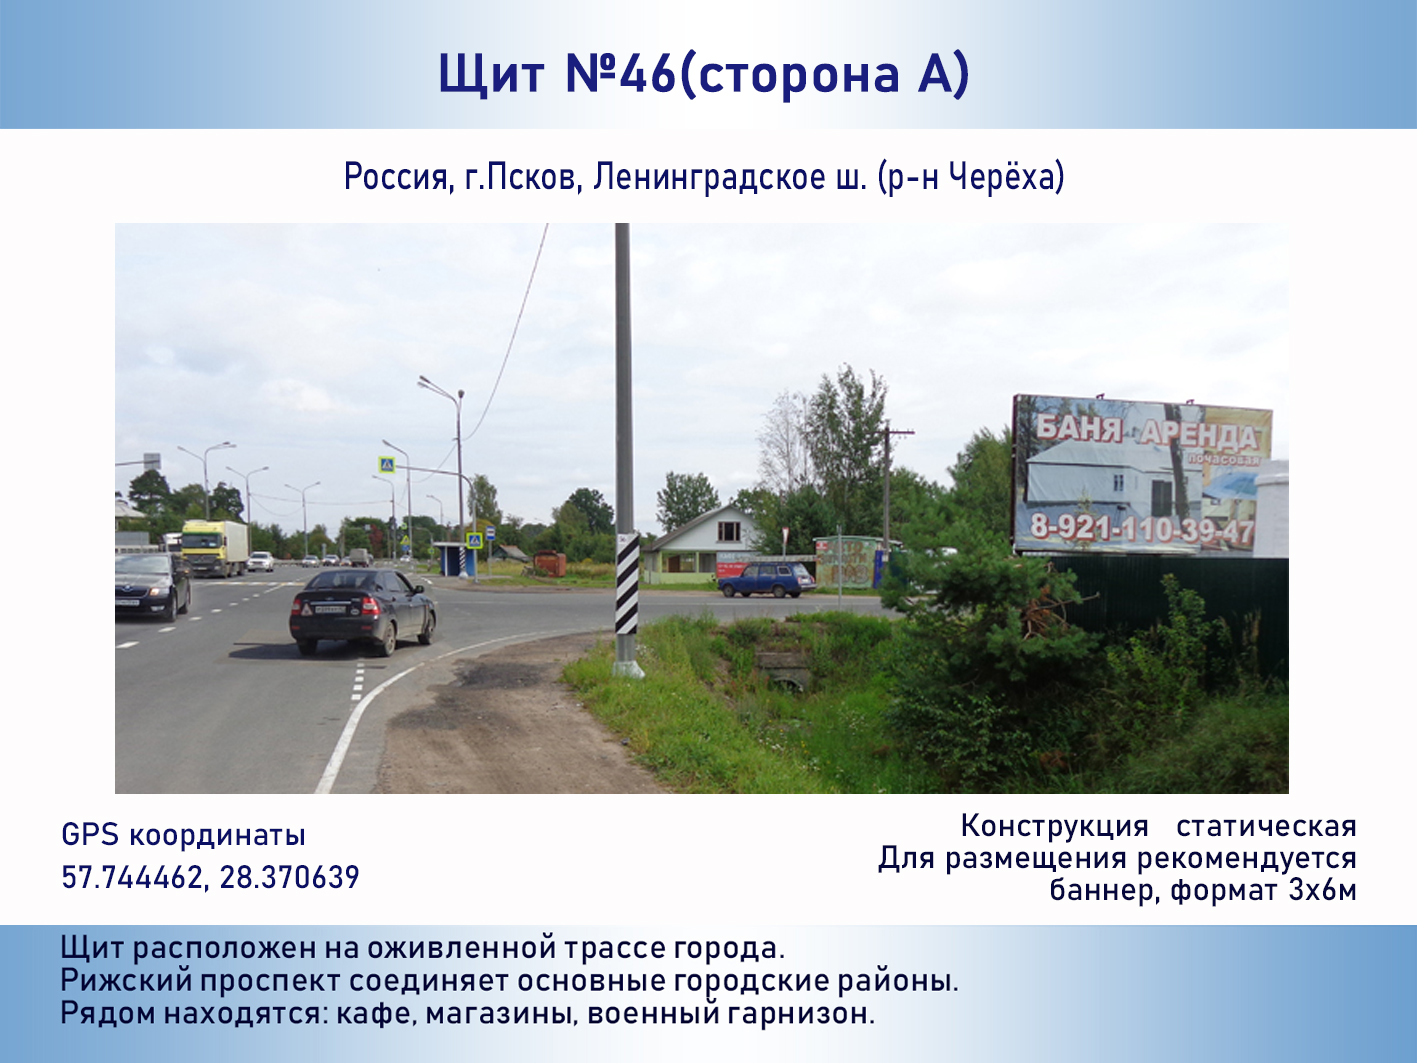 Щит №46(сторона А)
Россия, г.Псков, Ленинградское ш. (р-н Черёха)
БАНЯ АРЕНДА
почасовая
8-921-110-39-47
GPS координаты
57.744462, 28.370639
Конструкция статическая
Для размещения рекомендуется
баннер, формат 3х6м
Щит расположен на оживленной трассе города.
Рижский проспект соединяет основные городские районы.
Рядом находятся: кафе, магазины, военный гарнизон.